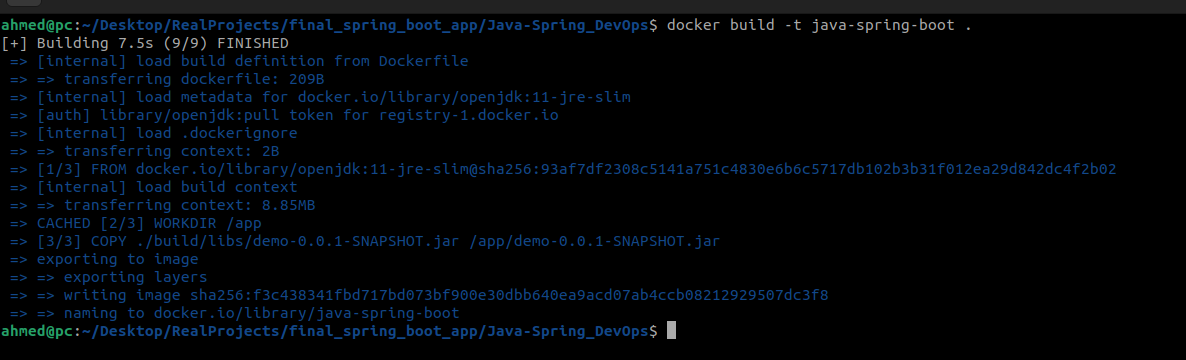 ahmed@pc:~/Desktop/RealProjects/final_spring_boot_app/Java-Spring_DevOps$ docker build -t java-spring-boot .
[+] Building 7.5s (9/9) FINISHED
=> [internal] load build definition from Dockerfile
=> => transferring dockerfile: 209B
=> [internal] load metadata for docker.io/library/openjdk:11-jre-slim
=> [auth] library/openjdk:pull token for registry-1.docker.io
=> [internal] load .dockerignore
=> => transferring context: 2B
=> [1/3] FROM docker.io/library/openjdk:11-jre-slim@sha256:93af7df2308c5141a751c4830e6b6c5717db102b3b31f012ea29d842dc4f2b02
=> [internal] load build context
=> => transferring context: 8.85MB
=> CACHED [2/3] WORKDIR /app
=> [3/3] COPY ./build/libs/demo-0.0.1-SNAPSHOT.jar /app/demo-0.0.1-SNAPSHOT.jar
=> exporting to image
=> => exporting layers
=> => writing image sha256:f3c438341fbd717bd073bf900e30dbb640ea9acd07ab4ccb08212929507dc3f8
=> => naming to docker.io/library/java-spring-boot
ahmed@pc:~/Desktop/RealProjects/final_spring_boot_app/Java-Spring_DevOps$